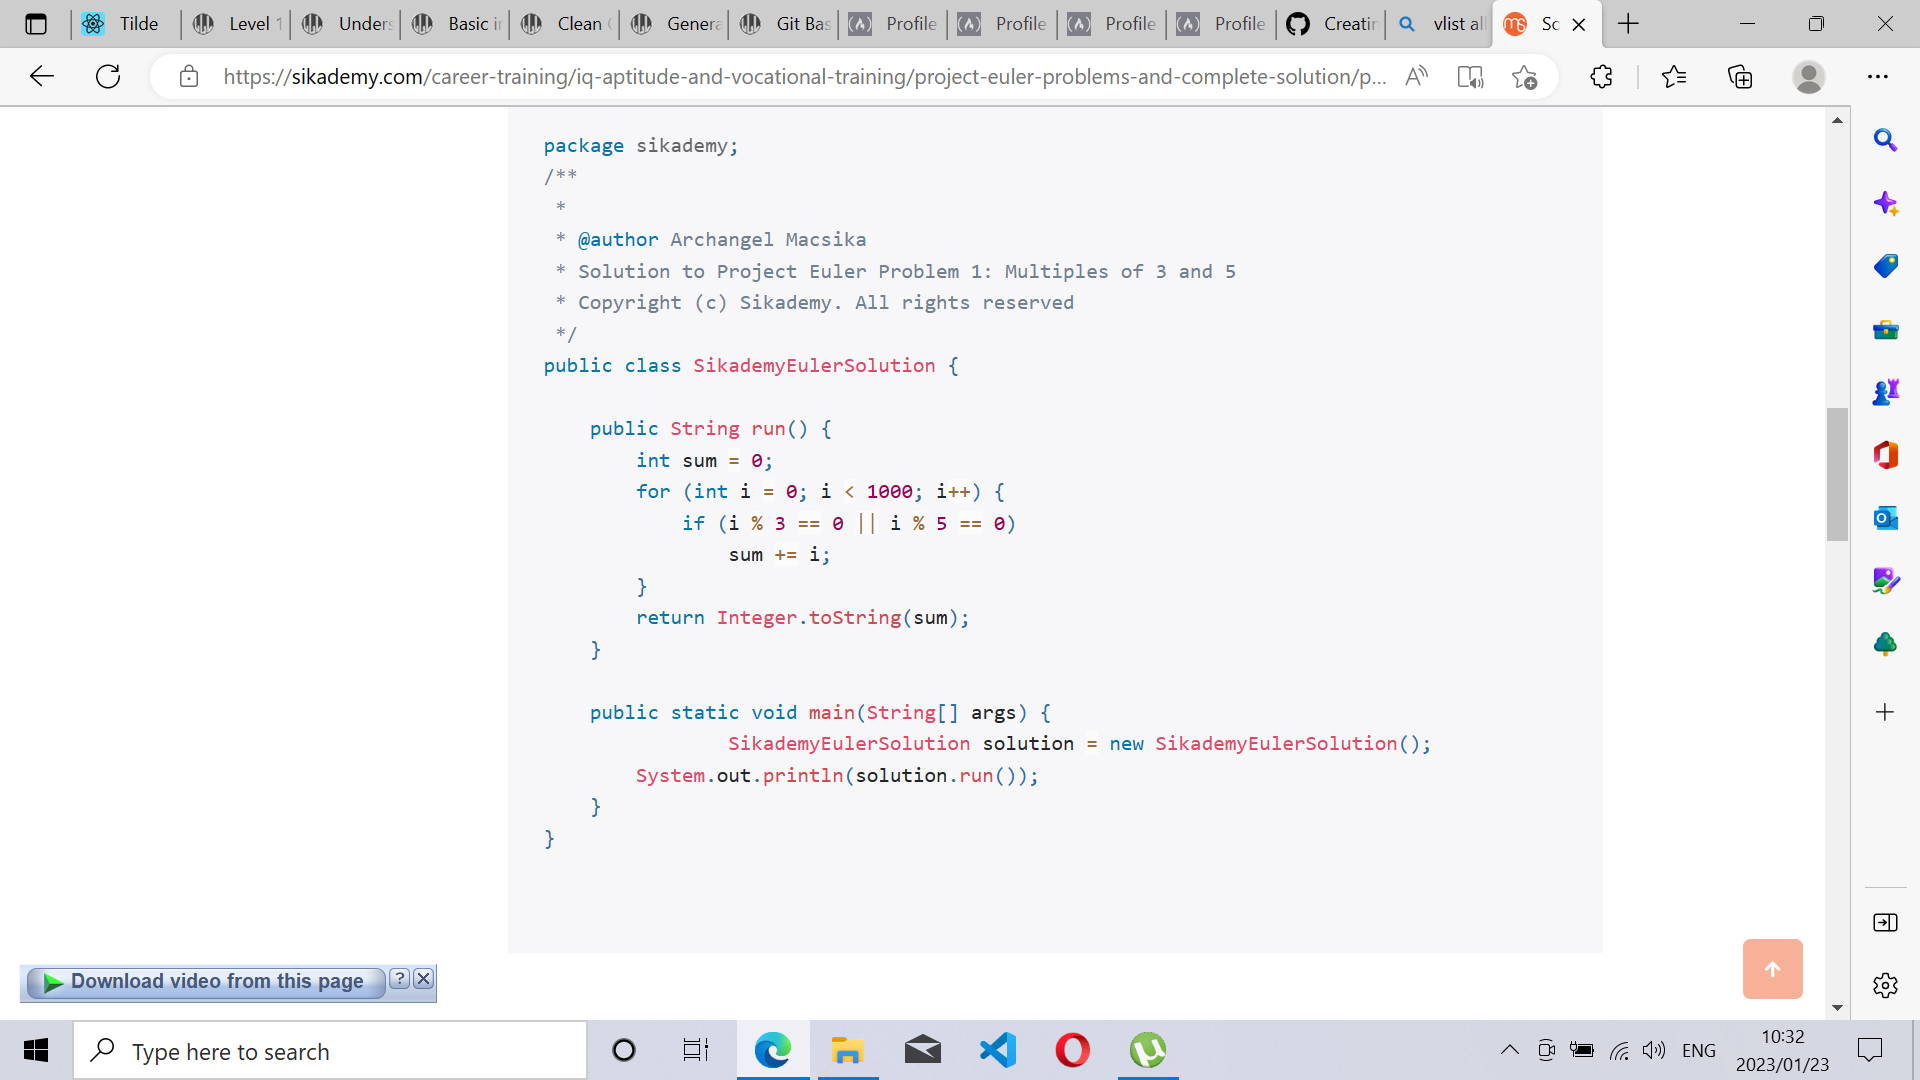 Tilde
Level 1
Unders
Basic in
Clean
Genera
Git Bas
Profile
Profile
Profile
Profile
Creatin
vlist all
So
https://sikademy.com/career-training/iq-aptitude-and-vocational-training/project-euler-problems-and-complete-solution/p...
package sikademy;
/**
*
* @author Archangel Macsika
* Solution to Project Euler Problem 1: Multiples of 3 and 5
* Copyright (c) Sikademy. All rights reserved
*/
public class SikademyEulerSolution {
public String run() {
int sum = 0;
for (int i = 0; i < 1000; i++) {
if (i % 3 == 0 || i % 5 == 0)
sum += i;
}
return Integer.toString(sum);
}
public static void main(String[] args) {
SikademyEulerSolution solution = new SikademyEulerSolution();
System.out.println(solution.run());
}
}
Download video from this page
?
Type here to search
ENG
10:32
2023/01/23